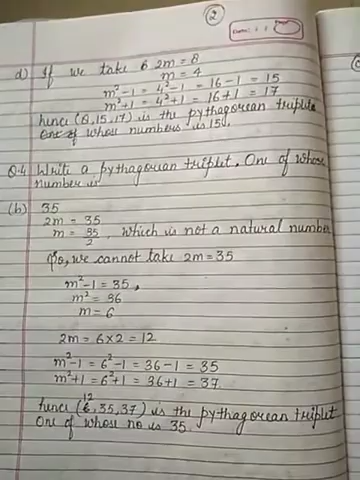 2
d) If we take 6 2m = 8
m = 4
m²-1 = 4²-1 = 16-1 = 15
m²+1 = 4²+1 = 16+1 = 17
hence (8,15,17) is the pythagorean triplet
One of whose numbers is 15.
Q.4 Write a pythagorean triplet, One of whose
number is
(b) 35
2m = 35
m = 35/2, which is not a natural number
So, we cannot take 2m = 35
m²-1 = 35,
m² = 36
m = 6
2m = 6×2 = 12
m²-1 = 6²-1 = 36-1 = 35
m²+1 = 6²+1 = 36+1 = 37
hence (12, 35, 37) is the pythagorean triplet
One of whose no is 35.